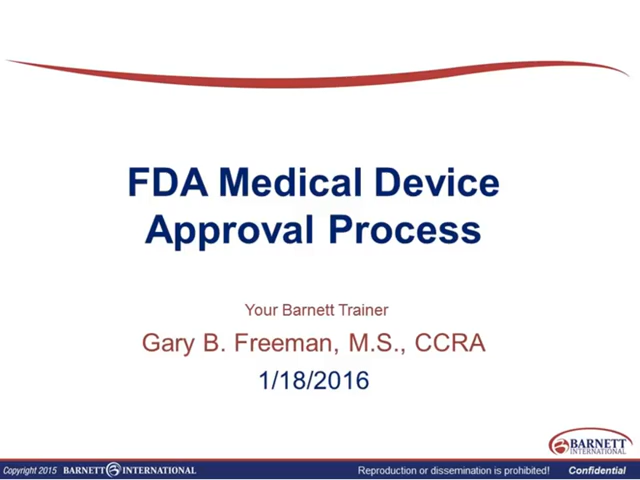 FDA Medical Device
Approval Process
Your Barnett Trainer
Gary B. Freeman, M.S., CCRA
1/18/2016
BARNETT
INTERNATIONAL
Copyright 2015 BARNETT INTERNATIONAL Reproduction or dissemination is prohibited! Confidential